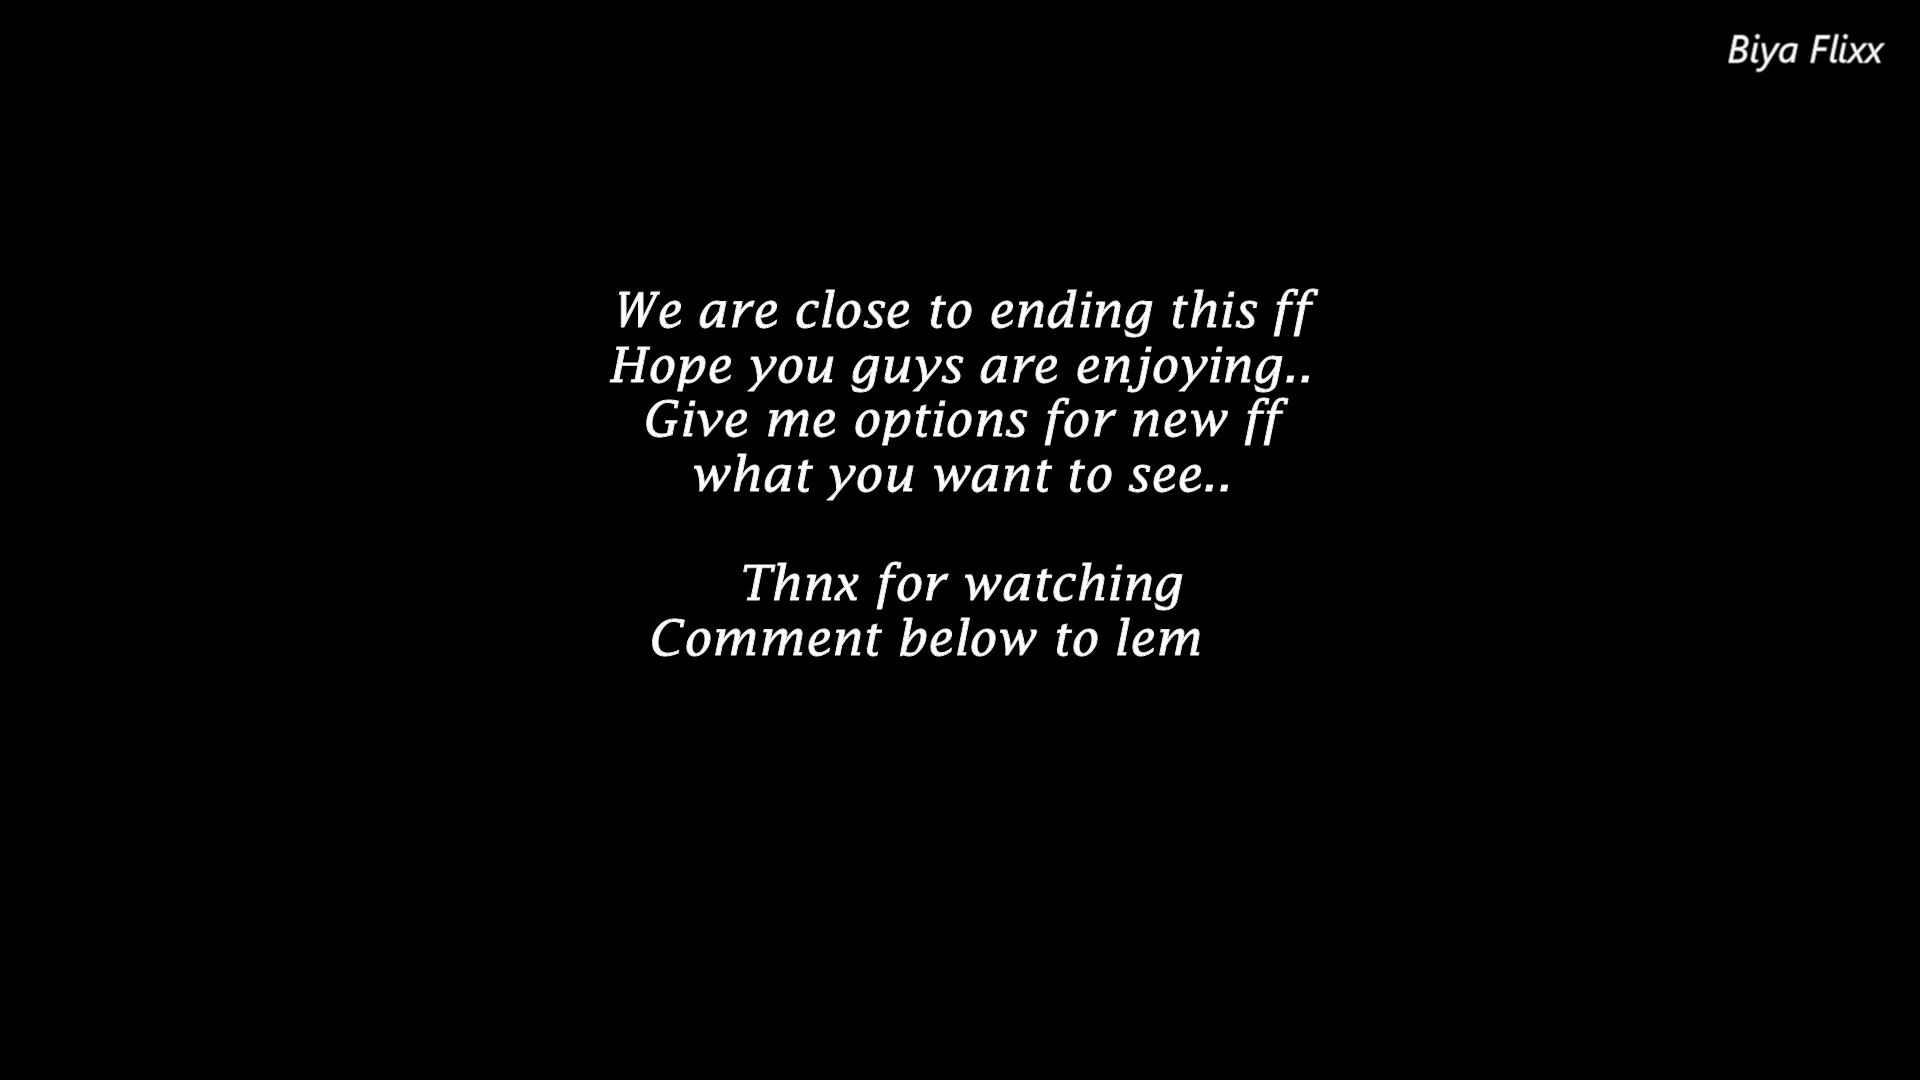 Biya Flixx
We are close to ending this ff
Hope you guys are enjoying..
Give me options for new ff
what you want to see..
Thnx for watching
Comment below to lem